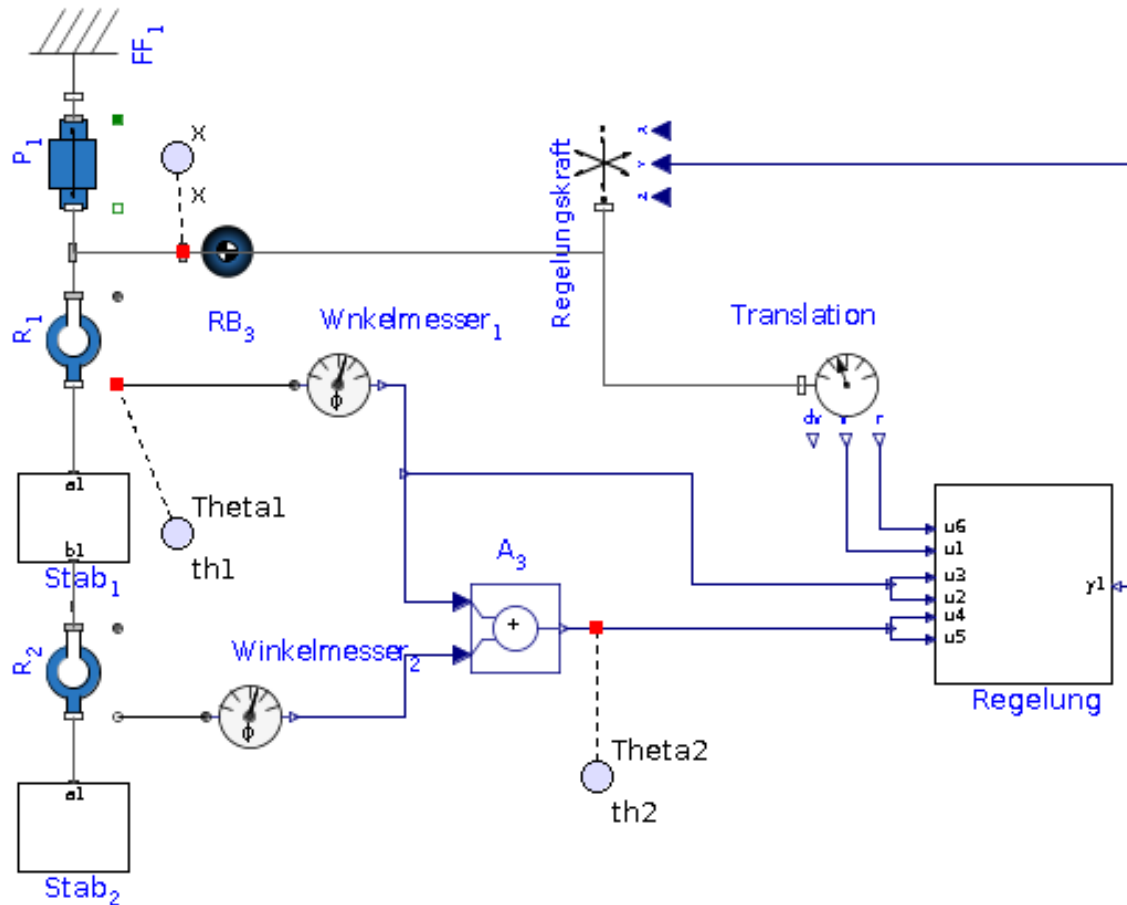 FF1
P1
X
X
Regelungskraft
x
Y
z
R1
RB3
Wnkelmesser1
Translation
dv
v
r
ϕ
a1
b1
Stab1
Theta1
th1
A3
+
u6
u1
u3
u2
u4
u5
y1
Regelung
R2
Winkelmesser2
ϕ
Theta2
th2
a1
Stab2